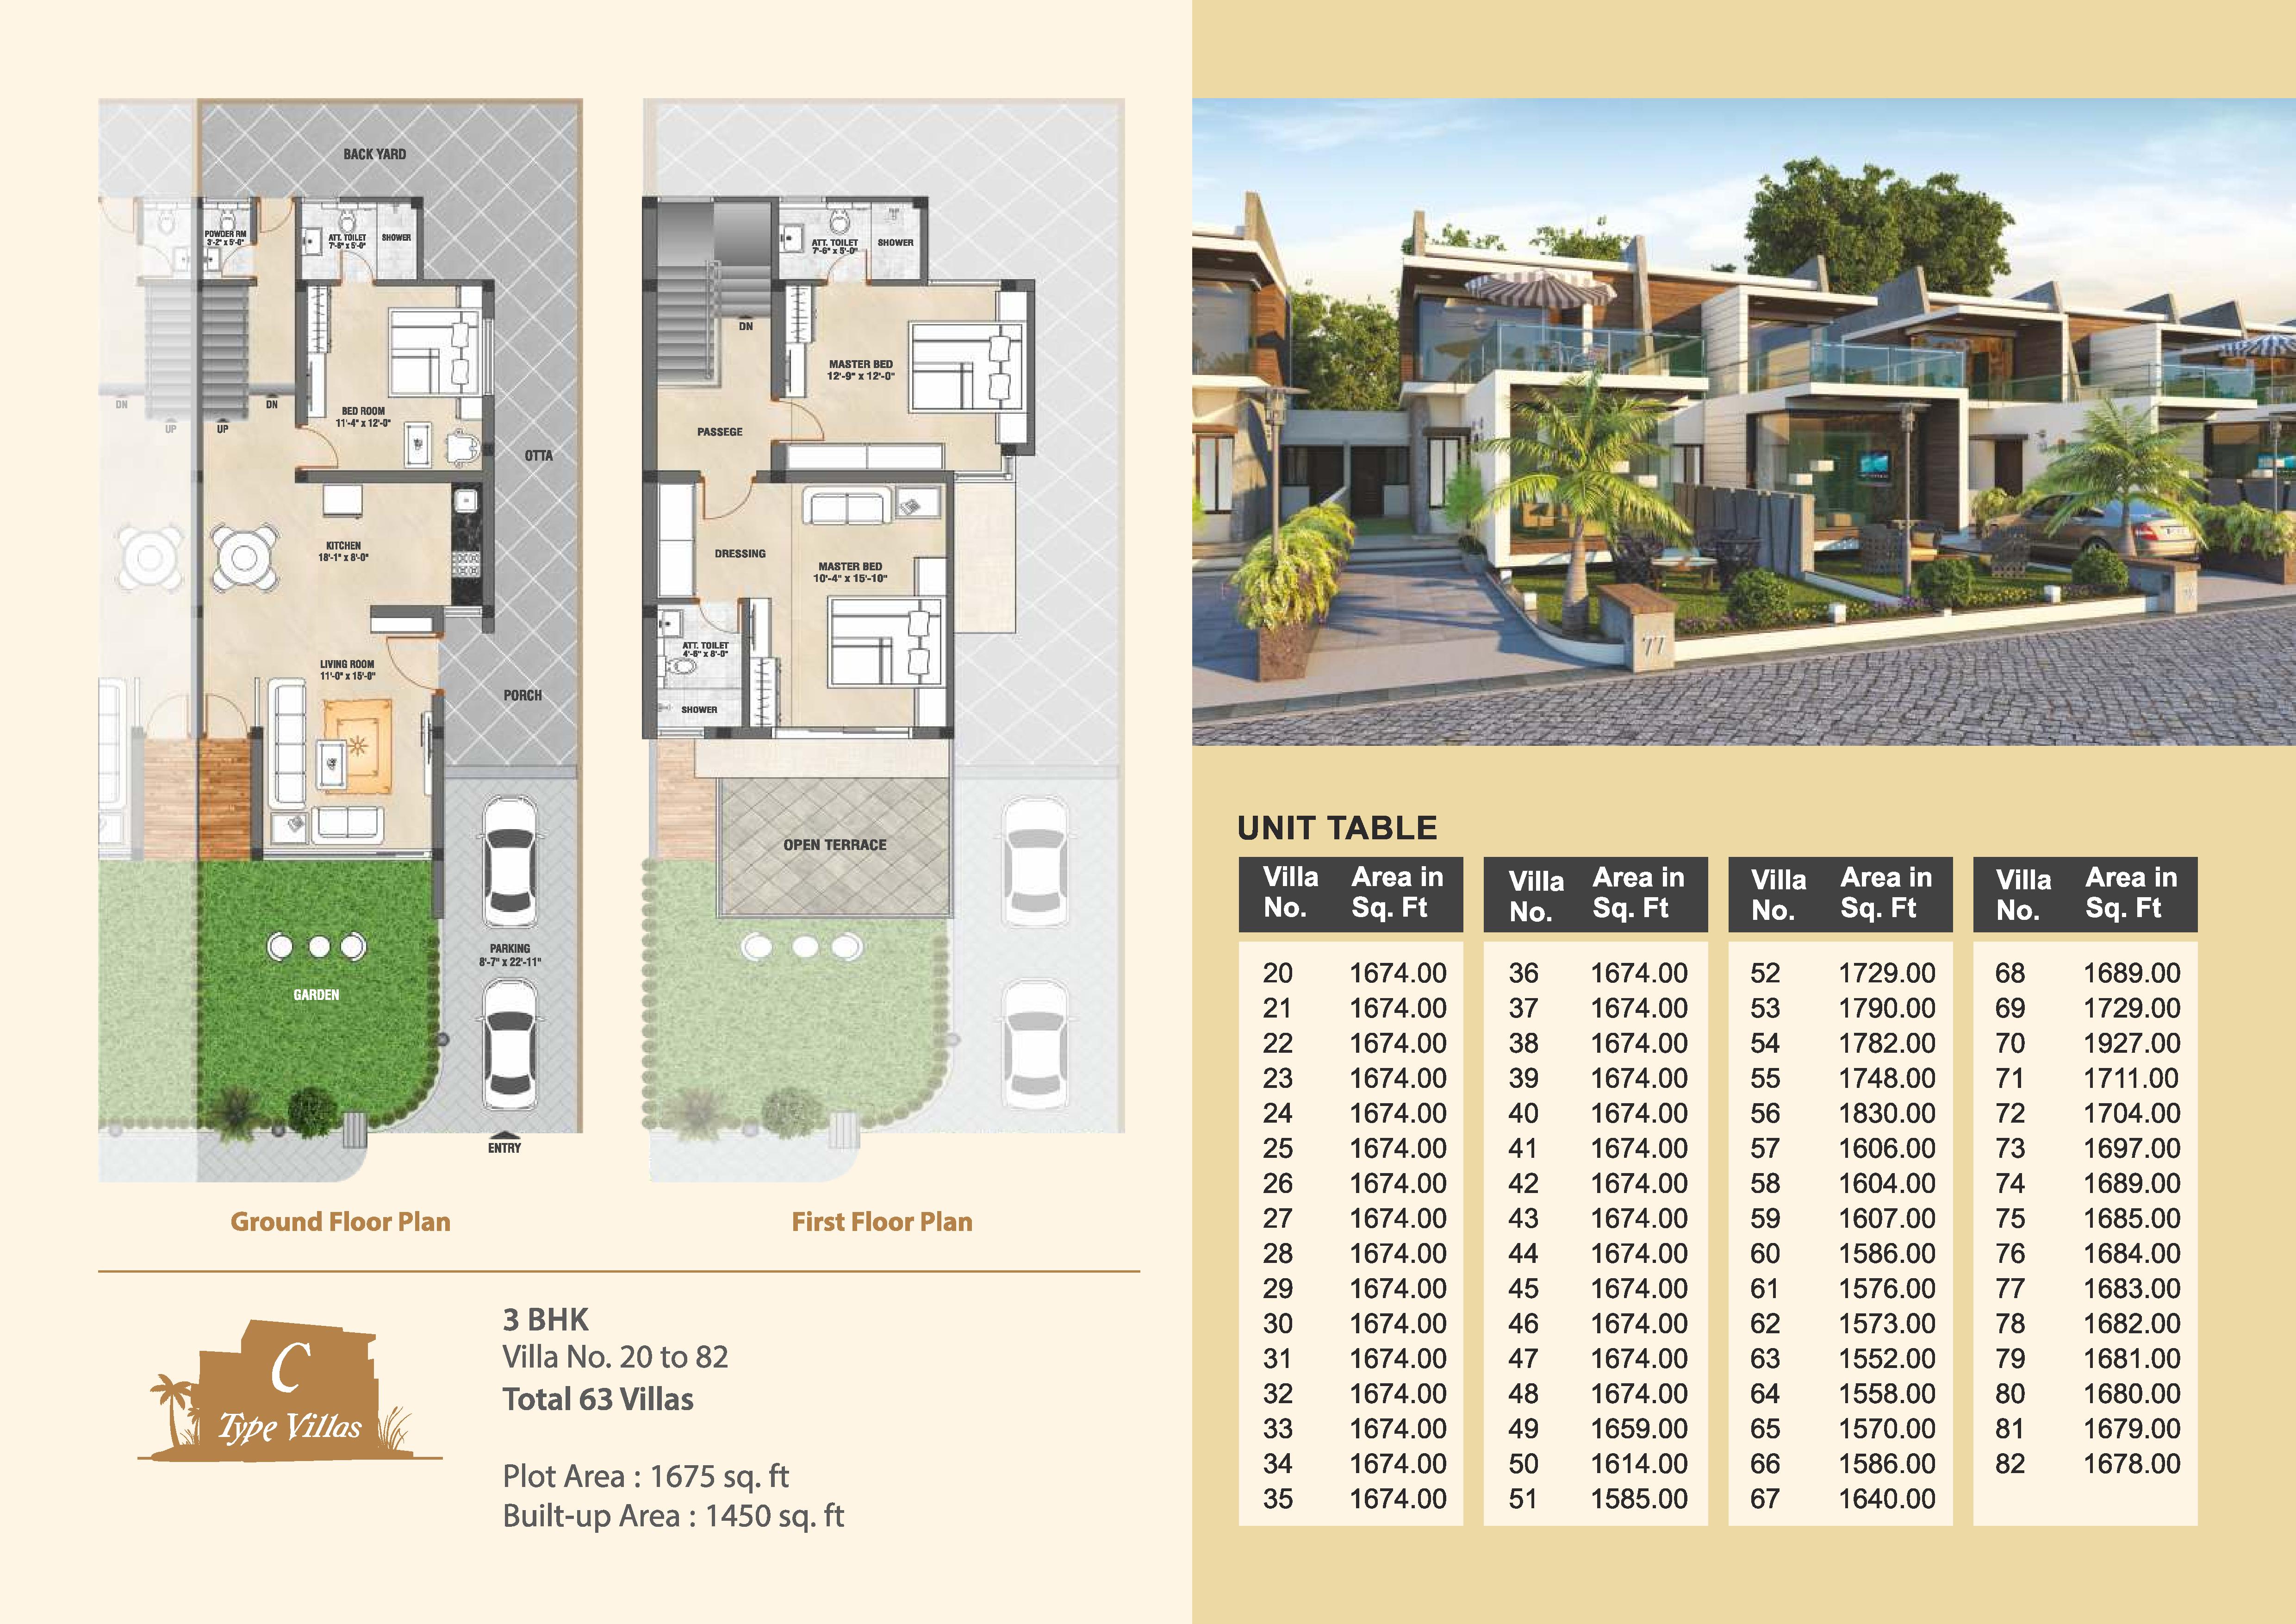 BACK YARD
POWDER RM
3'-2" x 5'-0"
ATT. TOILET
7'-6" x 5'-0"
SHOWER
DN
UP
UP
DN
BED ROOM
11'-4" x 12'-0"
OTTA
KITCHEN
18'-1" x 8'-0"
LIVING ROOM
11'-0" x 15'-0"
PORCH
PARKING
8'-7" x 22'-11"
GARDEN
ENTRY
Ground Floor Plan
ATT. TOILET
7'-6" x 5'-0"
SHOWER
DN
MASTER BED
12'-9" x 12'-0"
PASSEGE
DRESSING
MASTER BED
10'-4" x 15'-10"
ATT. TOILET
4'-6" x 8'-0"
SHOWER
OPEN TERRACE
First Floor Plan
C
Type Villas
3 BHK
Villa No. 20 to 82
Total 63 Villas
Plot Area : 1675 sq. ft
Built-up Area : 1450 sq. ft
77
UNIT TABLE
Villa No. Area in Sq. Ft
20 1674.00
21 1674.00
22 1674.00
23 1674.00
24 1674.00
25 1674.00
26 1674.00
27 1674.00
28 1674.00
29 1674.00
30 1674.00
31 1674.00
32 1674.00
33 1674.00
34 1674.00
35 1674.00
Villa No. Area in Sq. Ft
36 1674.00
37 1674.00
38 1674.00
39 1674.00
40 1674.00
41 1674.00
42 1674.00
43 1674.00
44 1674.00
45 1674.00
46 1674.00
47 1674.00
48 1674.00
49 1659.00
50 1614.00
51 1585.00
Villa No. Area in Sq. Ft
52 1729.00
53 1790.00
54 1782.00
55 1748.00
56 1830.00
57 1606.00
58 1604.00
59 1607.00
60 1586.00
61 1576.00
62 1573.00
63 1552.00
64 1558.00
65 1570.00
66 1586.00
67 1640.00
Villa No. Area in Sq. Ft
68 1689.00
69 1729.00
70 1927.00
71 1711.00
72 1704.00
73 1697.00
74 1689.00
75 1685.00
76 1684.00
77 1683.00
78 1682.00
79 1681.00
80 1680.00
81 1679.00
82 1678.00